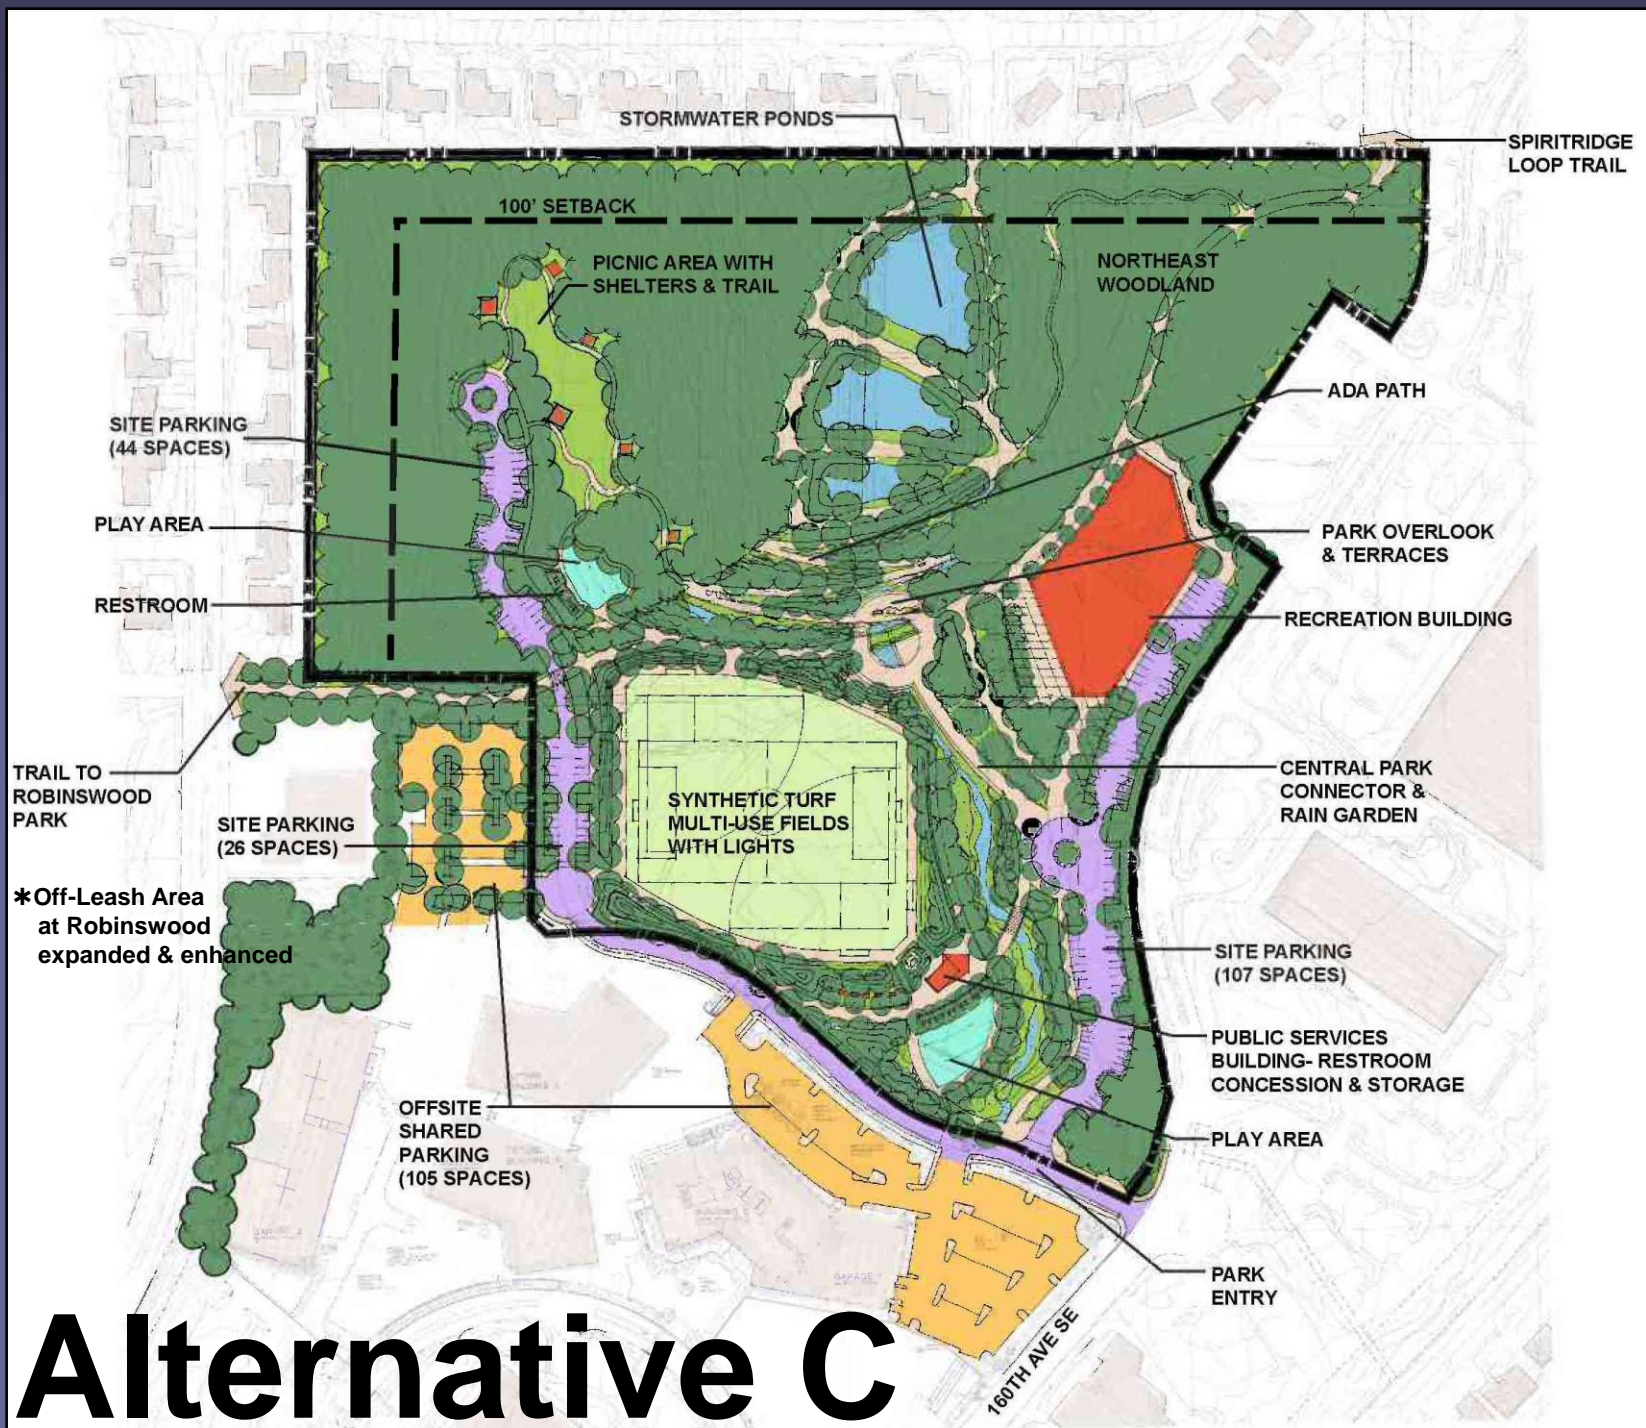 STORMWATER PONDS
SPIRITRIDGE
LOOP TRAIL
100' SETBACK
PICNIC AREA WITH
SHELTERS & TRAIL
NORTHEAST
WOODLAND
ADA PATH
SITE PARKING
(44 SPACES)
PLAY AREA
PARK OVERLOOK
& TERRACES
RESTROOM
RECREATION BUILDING
TRAIL TO
ROBINSWOOD
PARK
CENTRAL PARK
CONNECTOR &
RAIN GARDEN
SYNTHETIC TURF
MULTI-USE FIELDS
WITH LIGHTS
SITE PARKING
(26 SPACES)
*Off-Leash Area
at Robinswood
expanded & enhanced
SITE PARKING
(107 SPACES)
PUBLIC SERVICES
BUILDING- RESTROOM
CONCESSION & STORAGE
OFFSITE
SHARED
PARKING
(105 SPACES)
PLAY AREA
PARK
ENTRY
160TH AVE SE
Alternative C